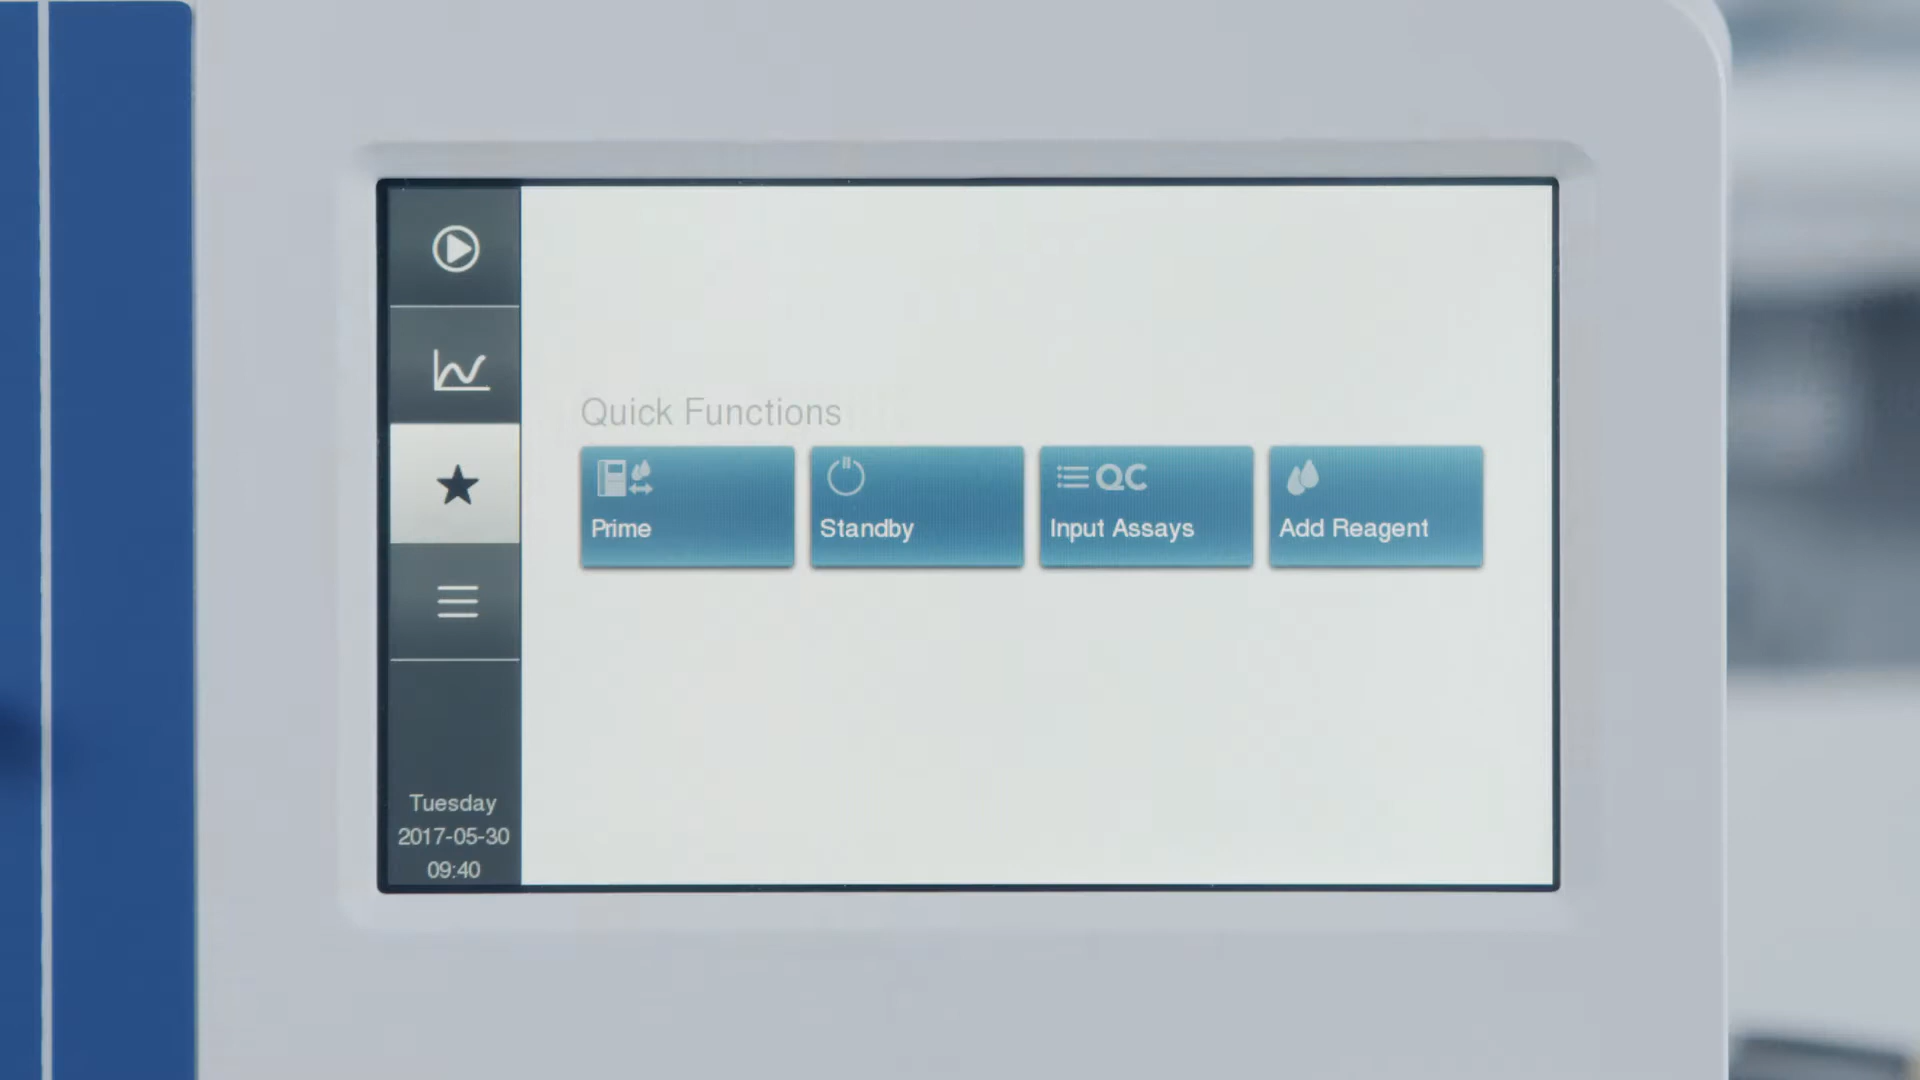 Quick Functions
Prime
Standby
QC
Input Assays
Add Reagent
Tuesday
2017-05-30
09:40